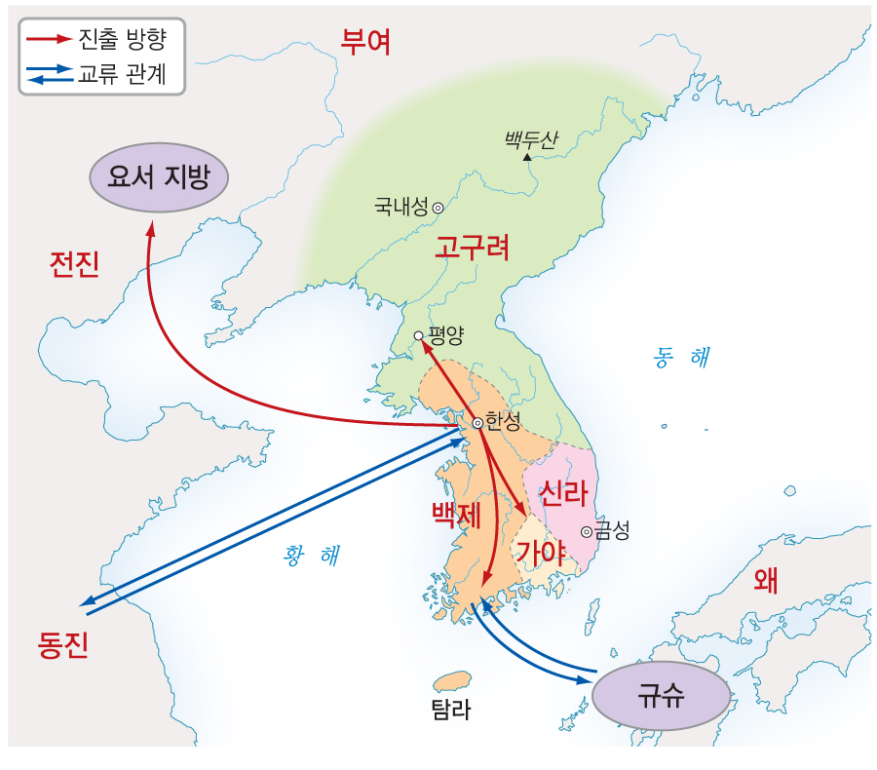 진출 방향
교류 관계
부여
백두산
요서 지방
국내성
고구려
전진
평양
동 해
한성
신라
백제
금성
가야
황 해
왜
동진
규슈
탐라